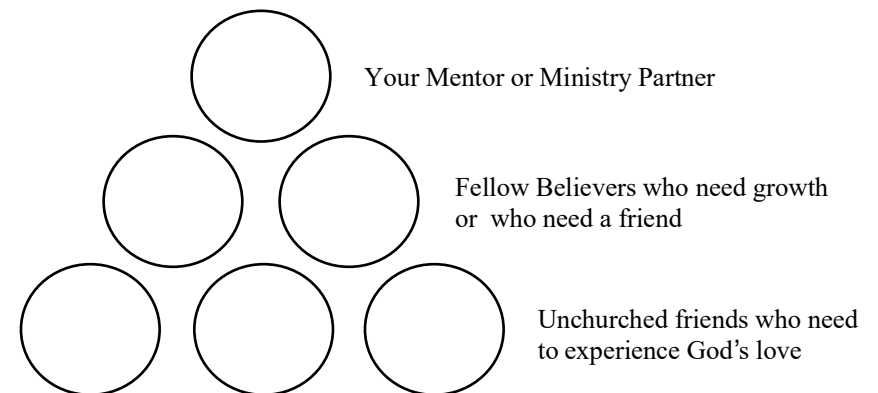 Your Mentor or Ministry Partner
Fellow Believers who need growth
or who need a friend
Unchurched friends who need
to experience God’s love